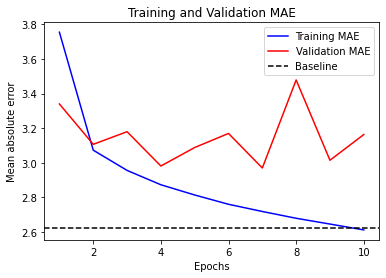 Training and Validation MAE
Mean absolute error
3.8
3.6
3.4
3.2
3.0
2.8
2.6
Training MAE
Validation MAE
Baseline
2
4
6
8
10
Epochs